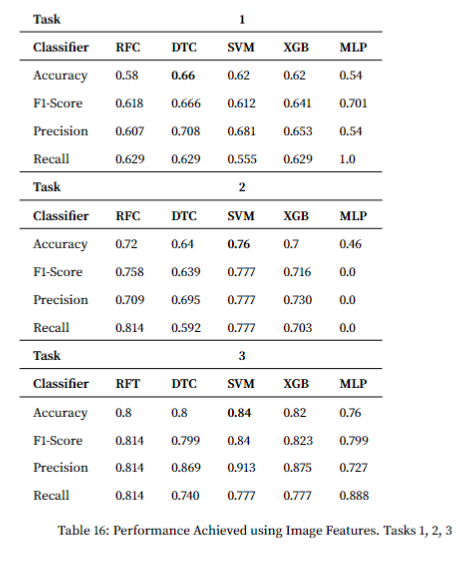 Task 1
Classifier RFC DTC SVM XGB MLP
Accuracy 0.58 0.66 0.62 0.62 0.54
F1-Score 0.618 0.666 0.612 0.641 0.701
Precision 0.607 0.708 0.681 0.653 0.54
Recall 0.629 0.629 0.555 0.629 1.0
Task 2
Classifier RFC DTC SVM XGB MLP
Accuracy 0.72 0.64 0.76 0.7 0.46
F1-Score 0.758 0.639 0.777 0.716 0.0
Precision 0.709 0.695 0.777 0.730 0.0
Recall 0.814 0.592 0.777 0.703 0.0
Task 3
Classifier RFT DTC SVM XGB MLP
Accuracy 0.8 0.8 0.84 0.82 0.76
F1-Score 0.814 0.799 0.84 0.823 0.799
Precision 0.814 0.869 0.913 0.875 0.727
Recall 0.814 0.740 0.777 0.777 0.888
Table 16: Performance Achieved using Image Features. Tasks 1, 2, 3